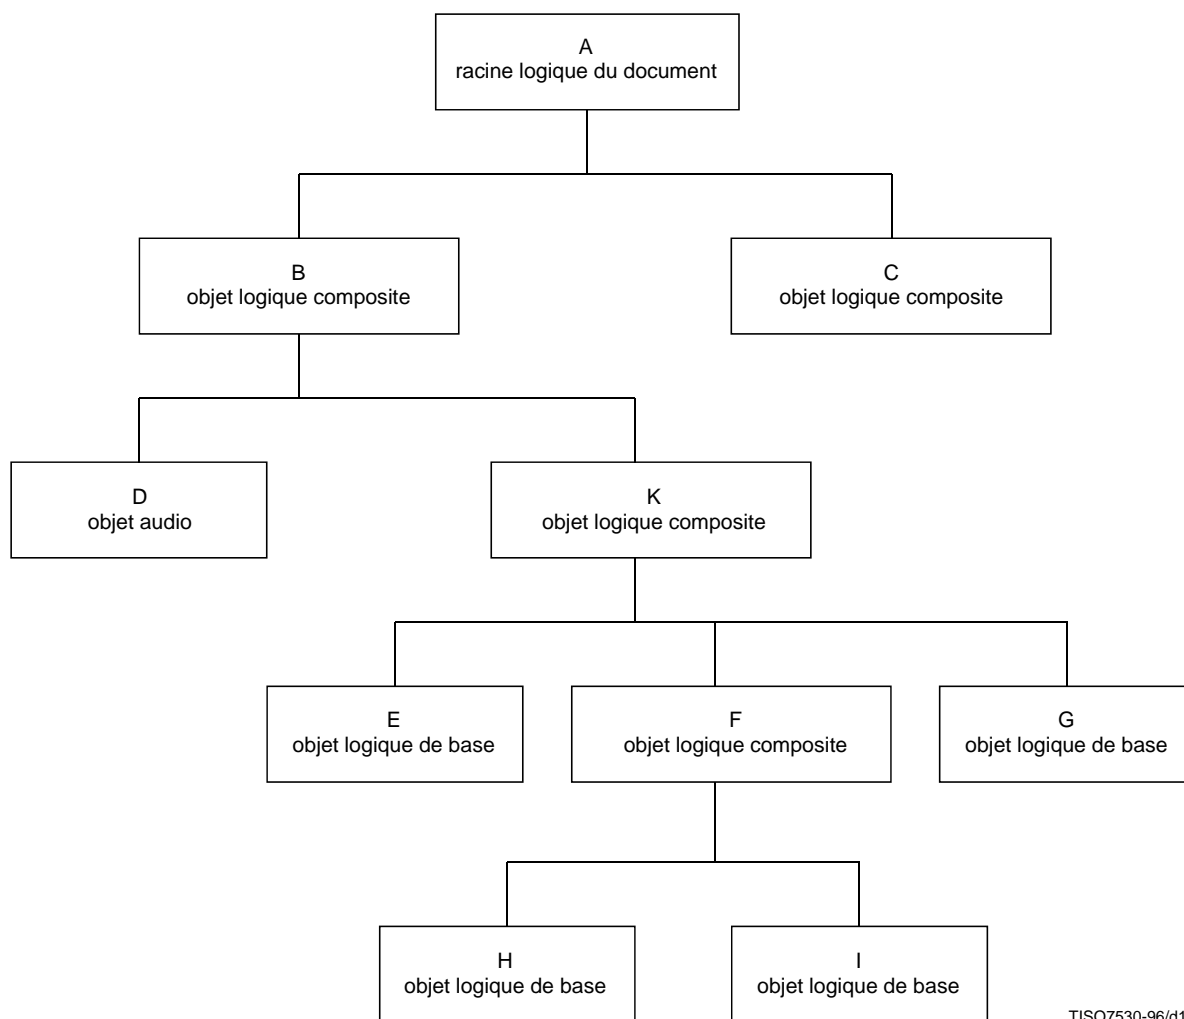 A
racine logique du document
B
objet logique composite
C
objet logique composite
D
objet audio
K
objet logique composite
E
objet logique de base
F
objet logique composite
G
objet logique de base
H
objet logique de base
I
objet logique de base
TISO7530-96/d1